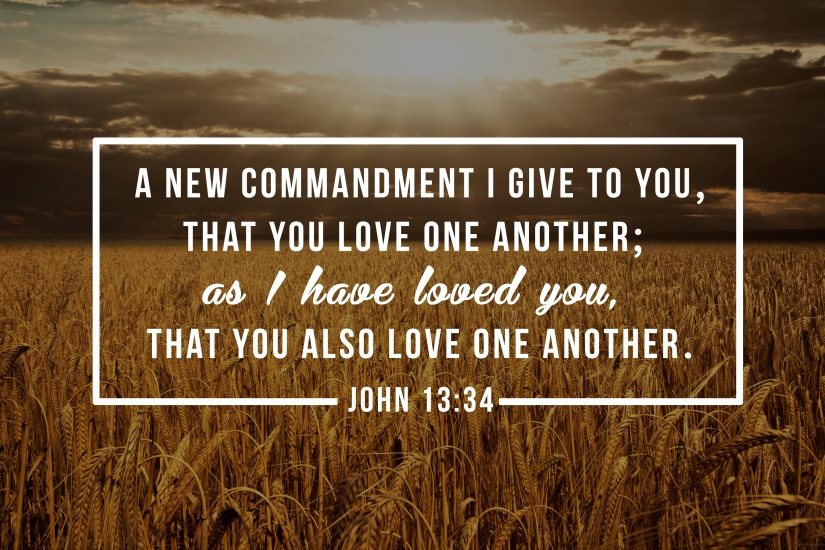 A NEW COMMANDMENT I GIVE TO YOU,
THAT YOU LOVE ONE ANOTHER;
as I have loved you,
THAT YOU ALSO LOVE ONE ANOTHER.
JOHN 13:34